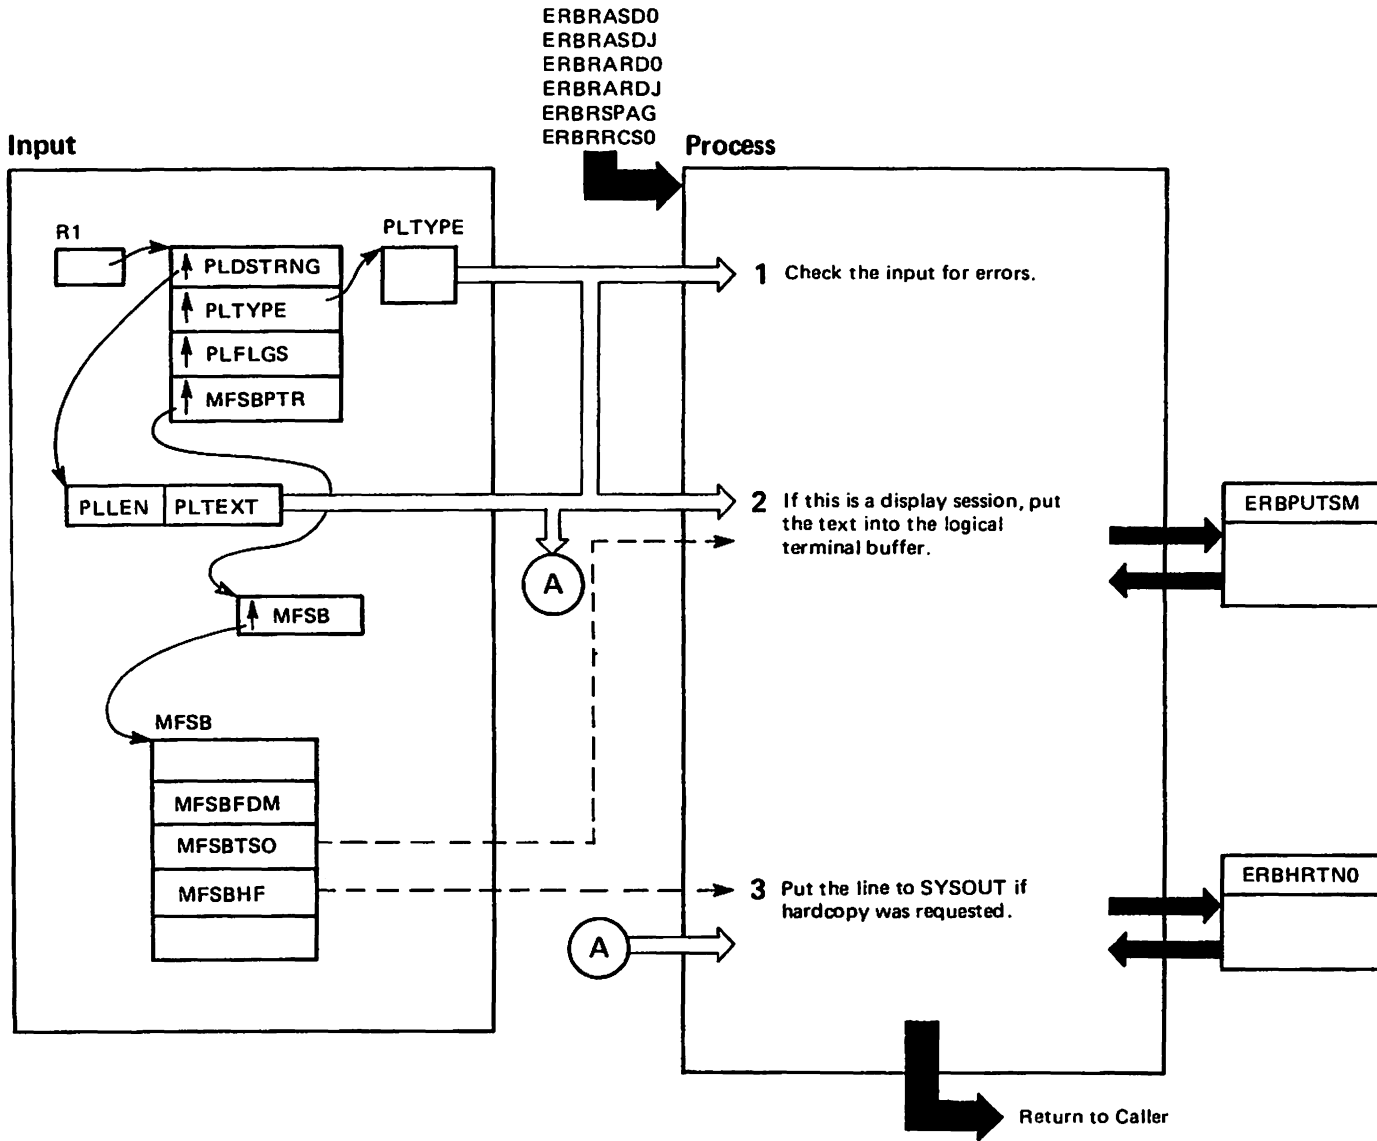 ERBRASD0
ERBRASDJ
ERBRARD0
ERBRARDJ
ERBRSPAG
ERBRRCS0
Input
Process
R1
PLTYPE
PLDSTRNG
PLTYPE
PLFLGS
MFSBPTR
1 Check the input for errors.
PLLEN PLTEXT
2 If this is a display session, put
the text into the logical
terminal buffer.
ERBPUTSM
A
MFSB
MFSB
MFSBFDM
MFSBTSO
MFSBHF
3 Put the line to SYSOUT if
hardcopy was requested.
ERBHRTN0
A
Return to Caller